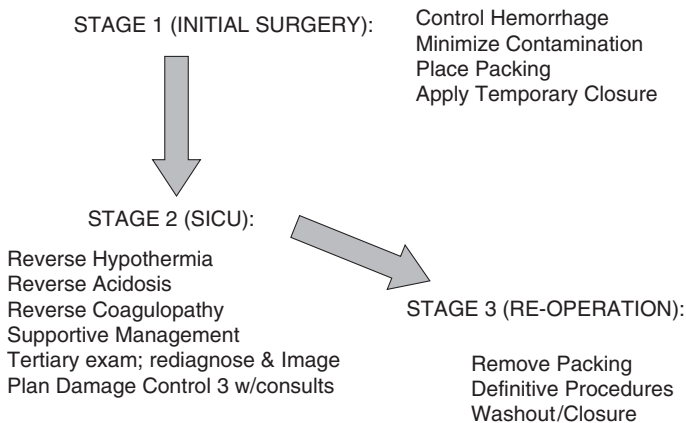 STAGE 1 (INITIAL SURGERY):
Control Hemorrhage
Minimize Contamination
Place Packing
Apply Temporary Closure
STAGE 2 (SICU):
Reverse Hypothermia
Reverse Acidosis
Reverse Coagulopathy
Supportive Management
Tertiary exam; rediagnose & Image
Plan Damage Control 3 w/consults
STAGE 3 (RE-OPERATION):
Remove Packing
Definitive Procedures
Washout/Closure